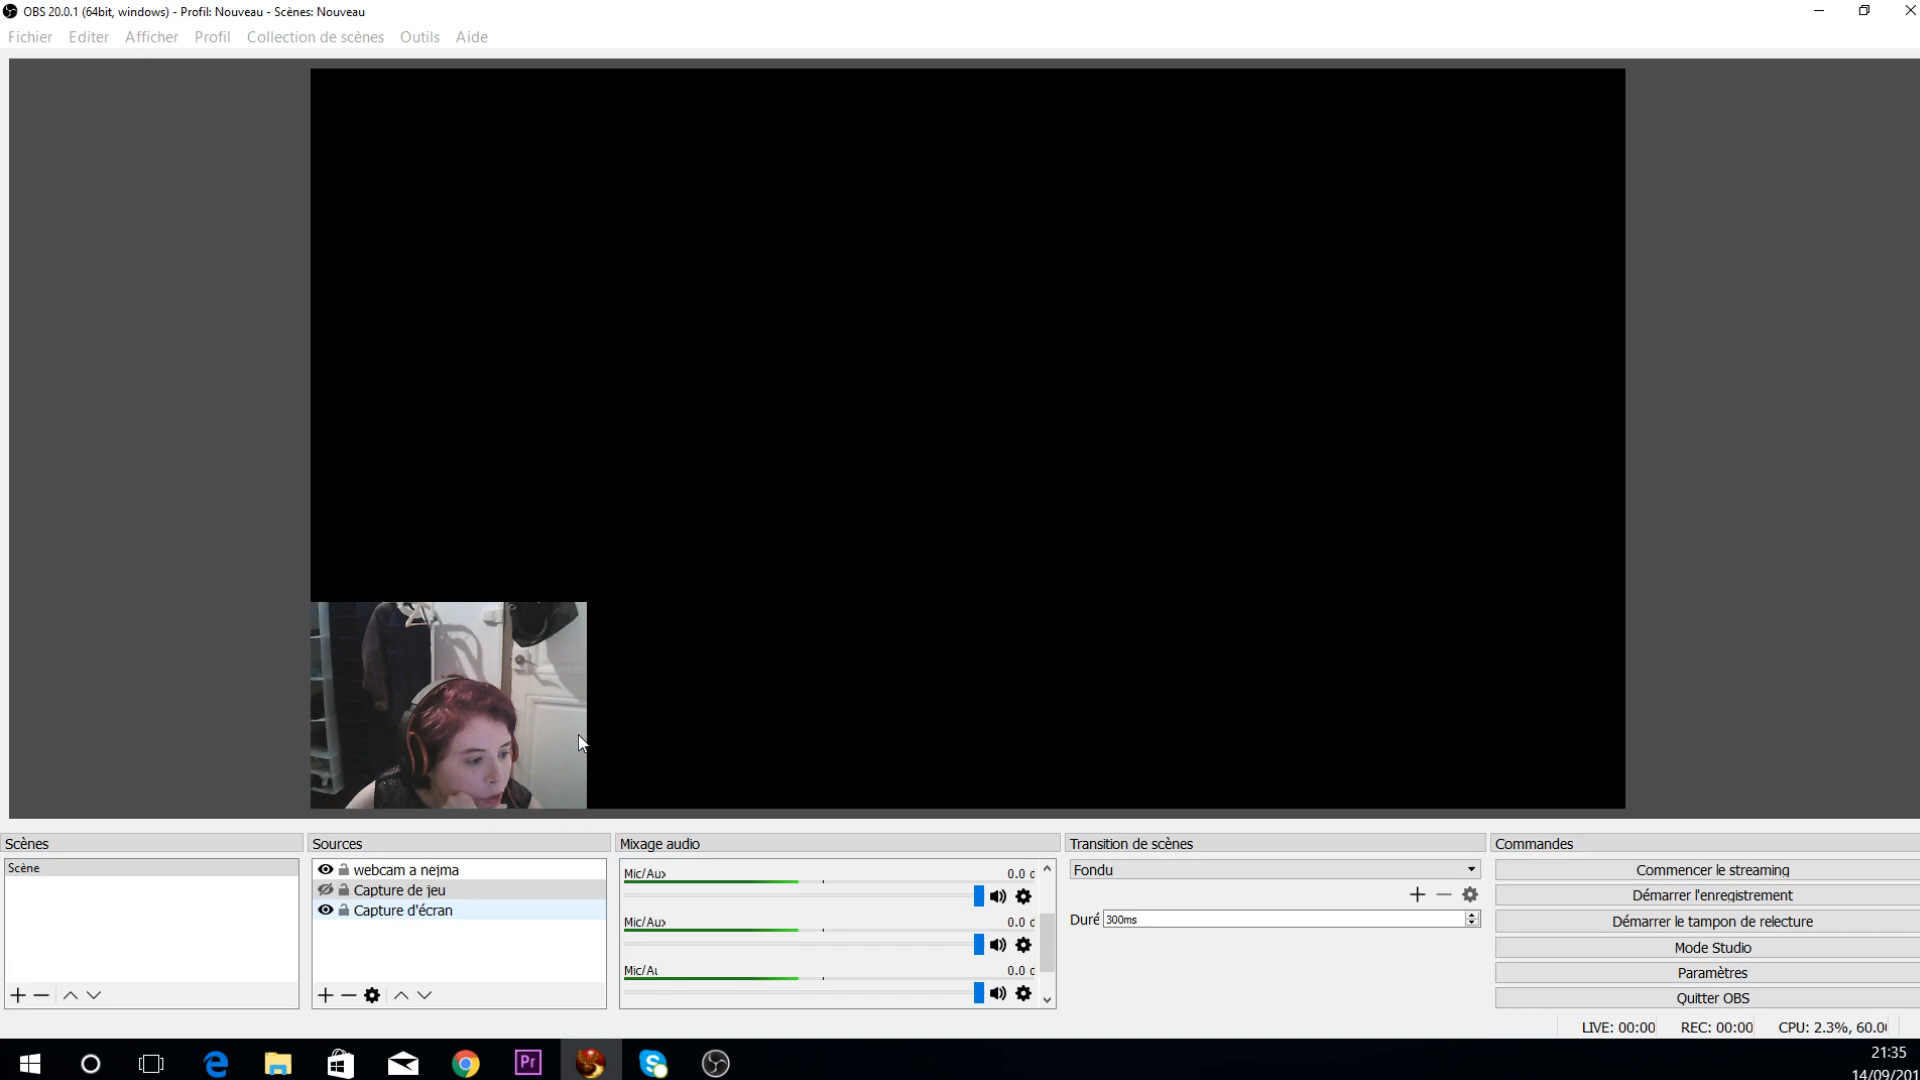 OBS 20.0.1 (64bit, windows) - Profil: Nouveau - Scènes: Nouveau
Fichier Editer Afficher Profil Collection de scènes Outils Aide
Scènes
Scène
Sources
webcam a nejma
Capture de jeu
Capture d'écran
Mixage audio
Mic/Aux 0.0 d
Mic/Aux 0.0 d
Mic/Au 0.0 d
Transition de scènes
Fondu
Duré 300ms
Commandes
Commencer le streaming
Démarrer l'enregistrement
Démarrer le tampon de relecture
Mode Studio
Paramètres
Quitter OBS
LIVE: 00:00 REC: 00:00 CPU: 2.3%, 60.0
Pr
21:35
14/09/201